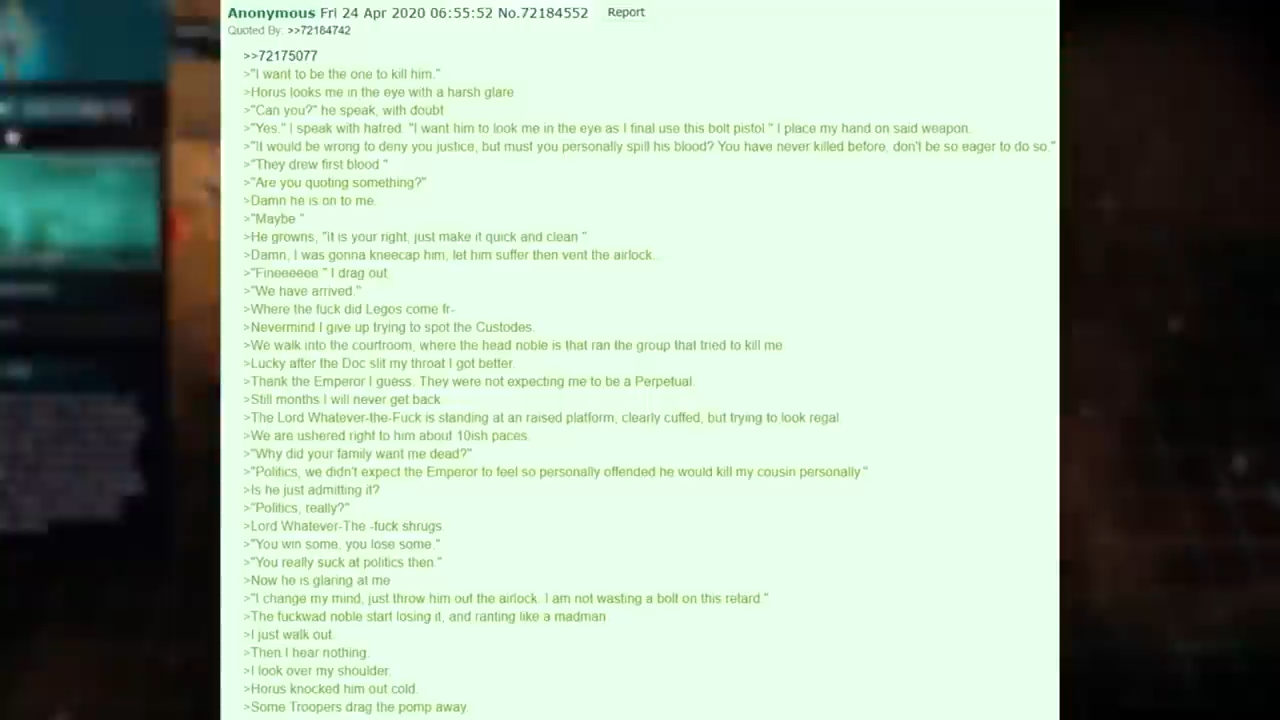 Anonymous Fri 24 Apr 2020 06:55:52 No.72184552 Report
Quoted By: >>72184742
>>72175077
>"I want to be the one to kill him."
>Horus looks me in the eye with a harsh glare
>"Can you?" he speak, with doubt
>"Yes." I speak with hatred. "I want him to look me in the eye as I final use this bolt pistol." I place my hand on said weapon.
>"It would be wrong to deny you justice, but must you personally spill his blood? You have never killed before, don't be so eager to do so."
>"They drew first blood."
>"Are you quoting something?"
>Damn he is on to me.
>"Maybe."
>He growns, "it is your right, just make it quick and clean."
>Damn, I was gonna kneecap him, let him suffer then vent the airlock..
>"Fineeeeee." I drag out.
>"We have arrived."
>Where the fuck did Legos come fr-
>Nevermind I give up trying to spot the Custodes.
>We walk into the courtroom, where the head noble is that ran the group that tried to kill me.
>Lucky after the Doc slit my throat I got better.
>Thank the Emperor I guess. They were not expecting me to be a Perpetual.
>Still months I will never get back.
>The Lord Whatever-the-Fuck is standing at an raised platform, clearly cuffed, but trying to look regal.
>We are ushered right to him about 10ish paces.
>"Why did your family want me dead?"
>"Politics, we didn't expect the Emperor to feel so personally offended he would kill my cousin personally."
>Is he just admitting it?
>"Politics, really?"
>Lord Whatever-The -fuck shrugs
>"You win some, you lose some."
>"You really suck at politics then."
>Now he is glaring at me
>"I change my mind, just throw him out the airlock. I am not wasting a bolt on this retard."
>The fuckwad noble start losing it, and ranting like a madman
>I just walk out.
>Then I hear nothing.
>I look over my shoulder.
>Horus knocked him out cold.
>Some Troopers drag the pomp away.